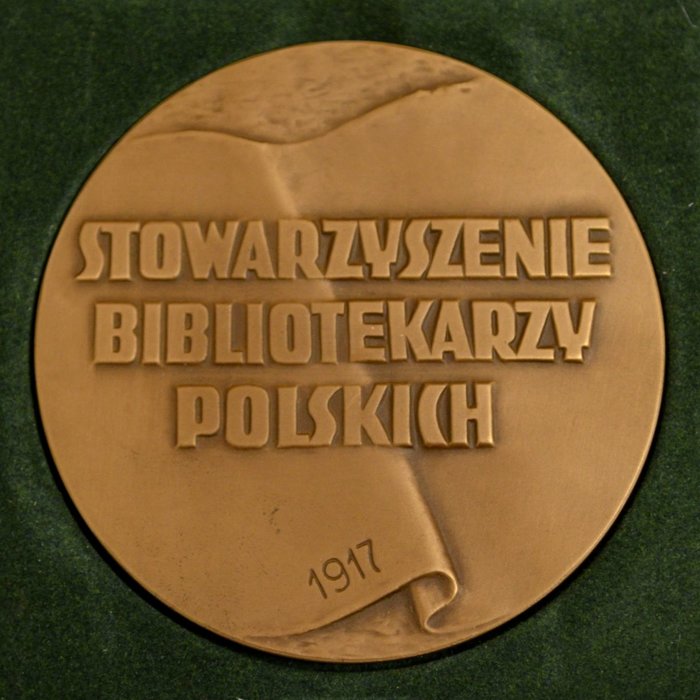 STOWARZYSZENIE
BIBLIOTEKARZY
POLSKICH
1917